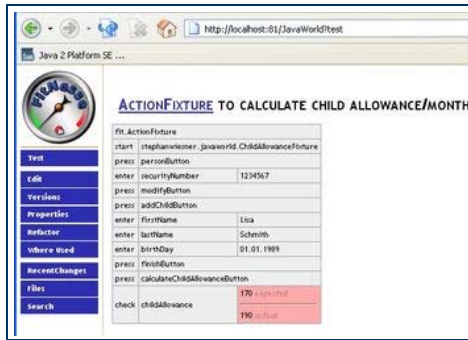 http://localhost:81/JavaWorld?test
Java 2 Platform SE ...
FitNesse
ACTIONFIXTURE TO CALCULATE CHILD ALLOWANCE/MONTH
fit.ActionFixture
start stephanwiesner.javaworld.ChildAllowanceFixture
press personButton
enter securityNumber 1234567
press modifyButton
press addChildButton
enter firstName Lisa
enter lastName Schmith
enter birthDay 01.01.1989
press finishButton
press calculateChildAllowanceButton
check childAllowance 170 expected
190 actual
Test
Edit
Versions
Properties
Refactor
Where Used
RecentChanges
Files
Search